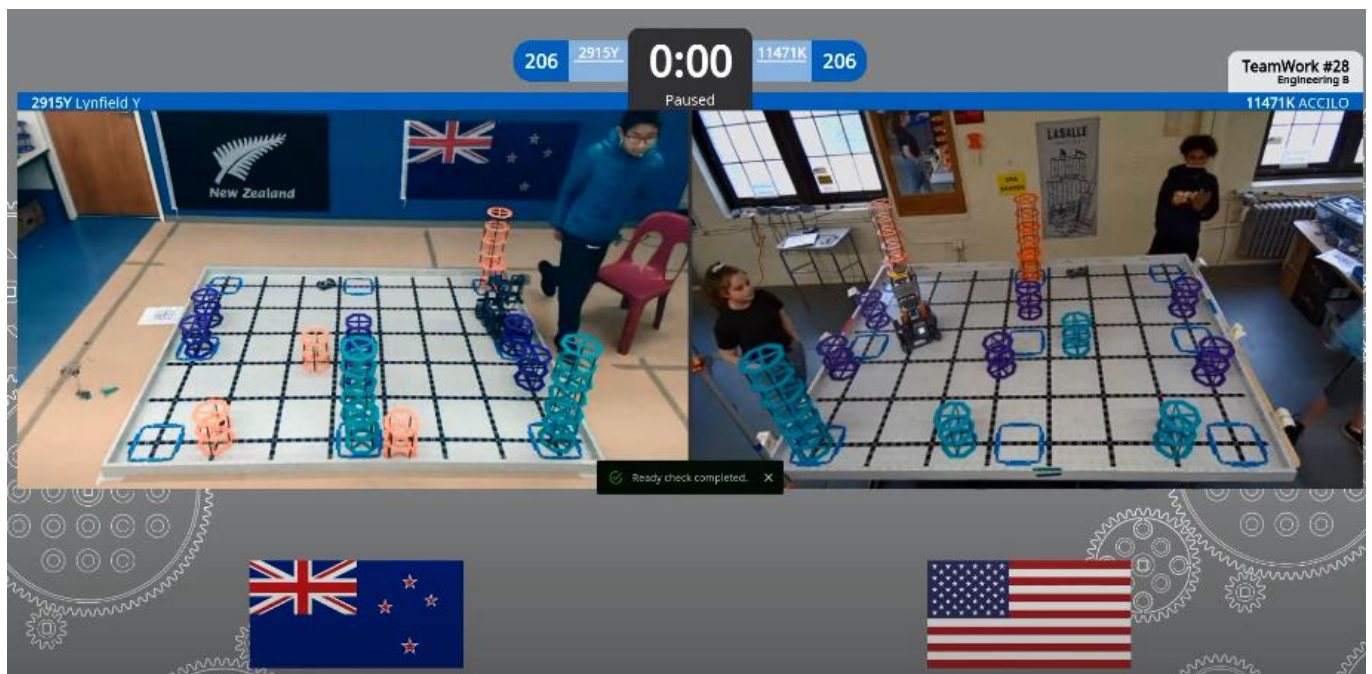 206 2915Y 0:00 11471K 206
Paused
TeamWork #28
Engineering B
2915Y Lynfield Y
11471K ACCILO
New Zealand
LASALLE
Ready check completed.